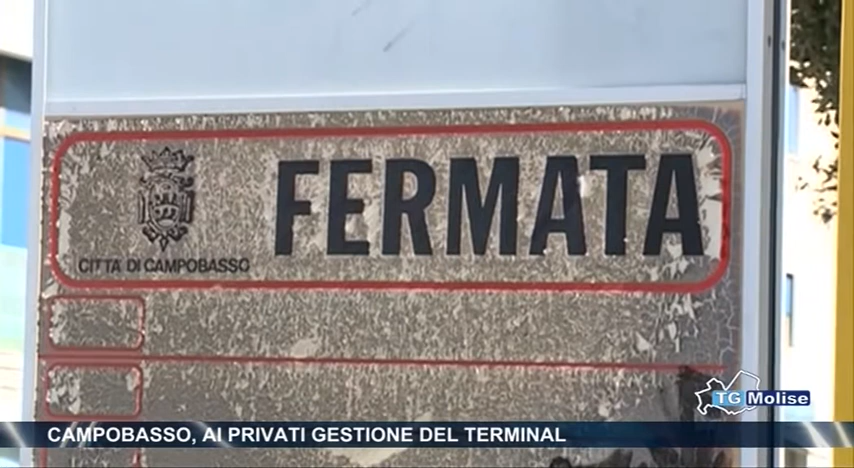 FERMATA
CITTÀ DI CAMPOBASSO
TG Molise
CAMPOBASSO, AI PRIVATI GESTIONE DEL TERMINAL